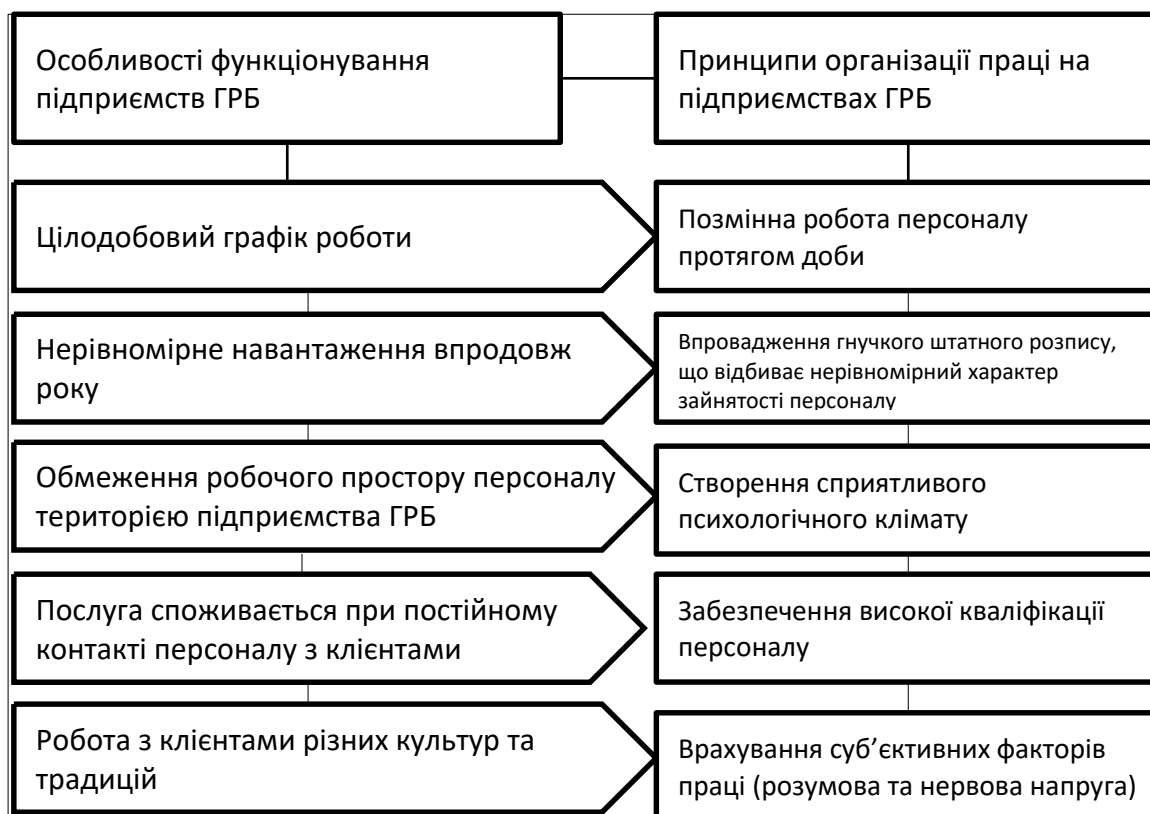 Особливості функціонування
підприємств ГРБ
Принципи організації праці на
підприємствах ГРБ
Цілодобовий графік роботи
Позмінна робота персоналу
протягом доби
Нерівномірне навантаження впродовж
року
Впровадження гнучкого штатного розпису,
що відбиває нерівномірний характер
зайнятості персоналу
Обмеження робочого простору персоналу
територією підприємства ГРБ
Створення сприятливого
психологічного клімату
Послуга споживається при постійному
контакті персоналу з клієнтами
Забезпечення високої кваліфікації
персоналу
Робота з клієнтами різних культур та
традицій
Врахування суб’єктивних факторів
праці (розумова та нервова напруга)